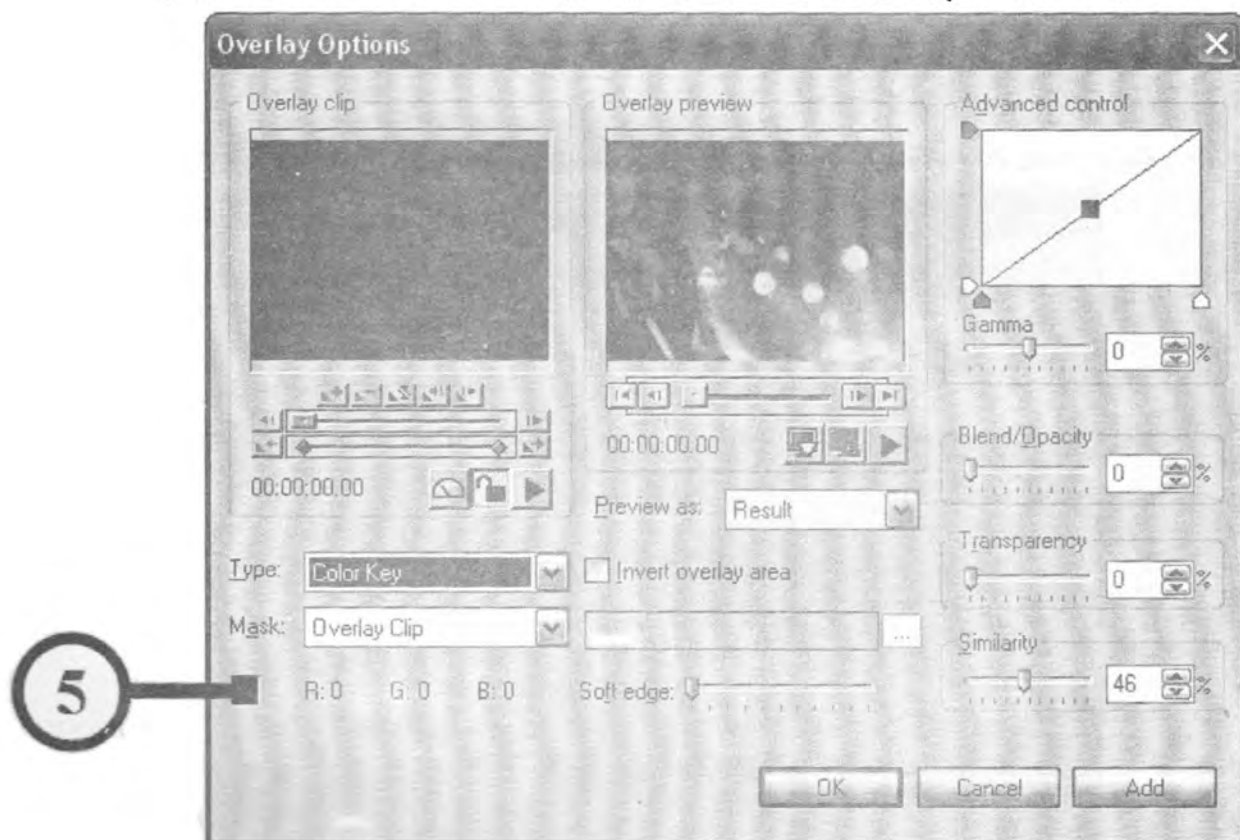 Overlay Options
Overlay clip
Overlay preview
Advanced control
Gamma
0 %
00:00:00.00
00:00:00.00
Blend/Opacity
0 %
Preview as: Result
Transparency
0 %
Type: Color Key
Invert overlay area
Mask: Overlay Clip
...
Similarity
46 %
5
R: 0 G: 0 B: 0
Soft edge:
OK Cancel Add